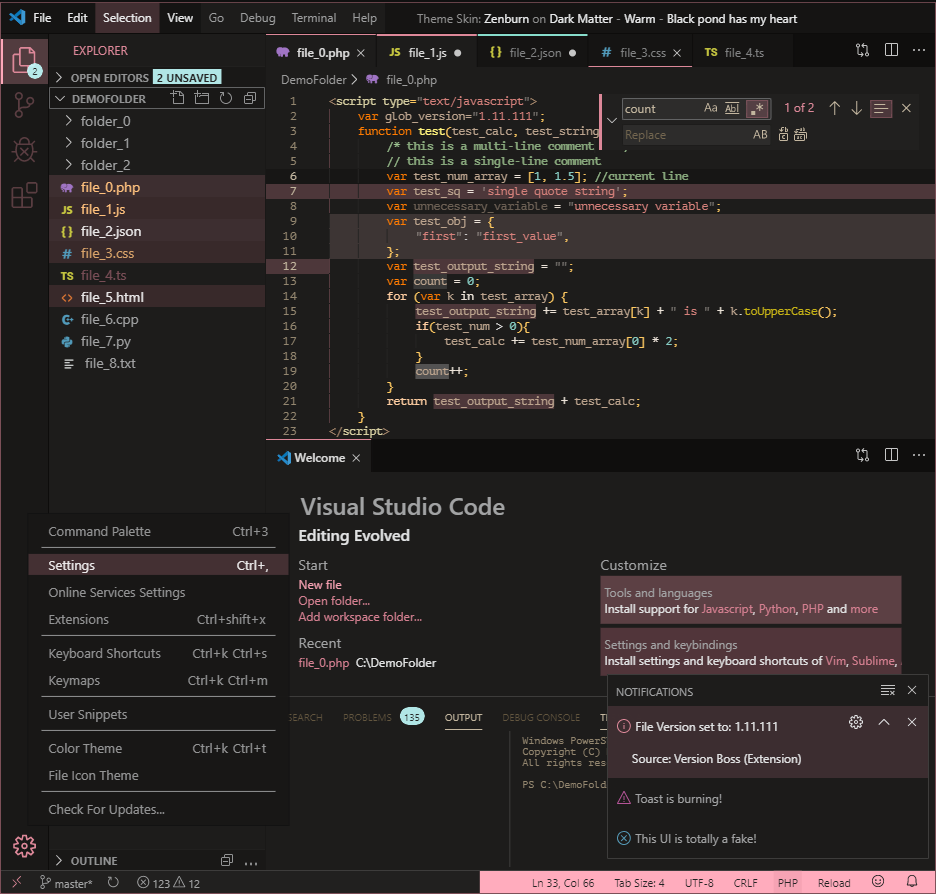 File Edit Selection View Go Debug Terminal Help Theme Skin: Zenburn on Dark Matter - Warm - Black pond has my heart
2
EXPLORER
OPEN EDITORS 2 UNSAVED
DEMOFOLDER
folder_0
folder_1
folder_2
file_0.php
JS file_1.js
{} file_2.json
# file_3.css
TS file_4.ts
<> file_5.html
file_6.cpp
file_7.py
file_8.txt
file_0.php JS file_1.js {} file_2.json # file_3.css TS file_4.ts
DemoFolder > file_0.php
count Aa Abl .* 1 of 2
Replace AB
1 <script type="text/javascript">
2 var glob_version="1.11.111";
3 function test(test_calc, test_string
4 /* this is a multi-line comment
5 // this is a single-line comment
6 var test_num_array = [1, 1.5]; //current line
7 var test_sq = 'single quote string';
8 var unnecessary_variable = "unnecessary variable";
9 var test_obj = {
10 "first": "first_value",
11 };
12 var test_output_string = "";
13 var count = 0;
14 for (var k in test_array) {
15 test_output_string += test_array[k] + " is " + k.toUpperCase();
16 if(test_num > 0){
17 test_calc += test_num_array[0] * 2;
18 }
19 count++;
20 }
21 return test_output_string + test_calc;
22 }
23 </script>
Welcome
Visual Studio Code
Editing Evolved
Start
New file
Open folder...
Add workspace folder...
Recent
file_0.php C:\DemoFolder
Customize
Tools and languages
Install support for Javascript, Python, PHP and more
Settings and keybindings
Install settings and keyboard shortcuts of Vim, Sublime,
Command Palette Ctrl+3
Settings Ctrl+,
Online Services Settings
Extensions Ctrl+shift+x
Keyboard Shortcuts Ctrl+k Ctrl+s
Keymaps Ctrl+k Ctrl+m
User Snippets
Color Theme Ctrl+k Ctrl+t
File Icon Theme
Check For Updates...
SEARCH PROBLEMS 135 OUTPUT DEBUG CONSOLE T
Windows PowerS
Copyright (C)
All rights res
PS C:\DemoFold
NOTIFICATIONS
File Version set to: 1.11.111
Source: Version Boss (Extension)
Toast is burning!
This UI is totally a fake!
OUTLINE ...
master* 123 12 Ln 33, Col 66 Tab Size: 4 UTF-8 CRLF PHP Reload